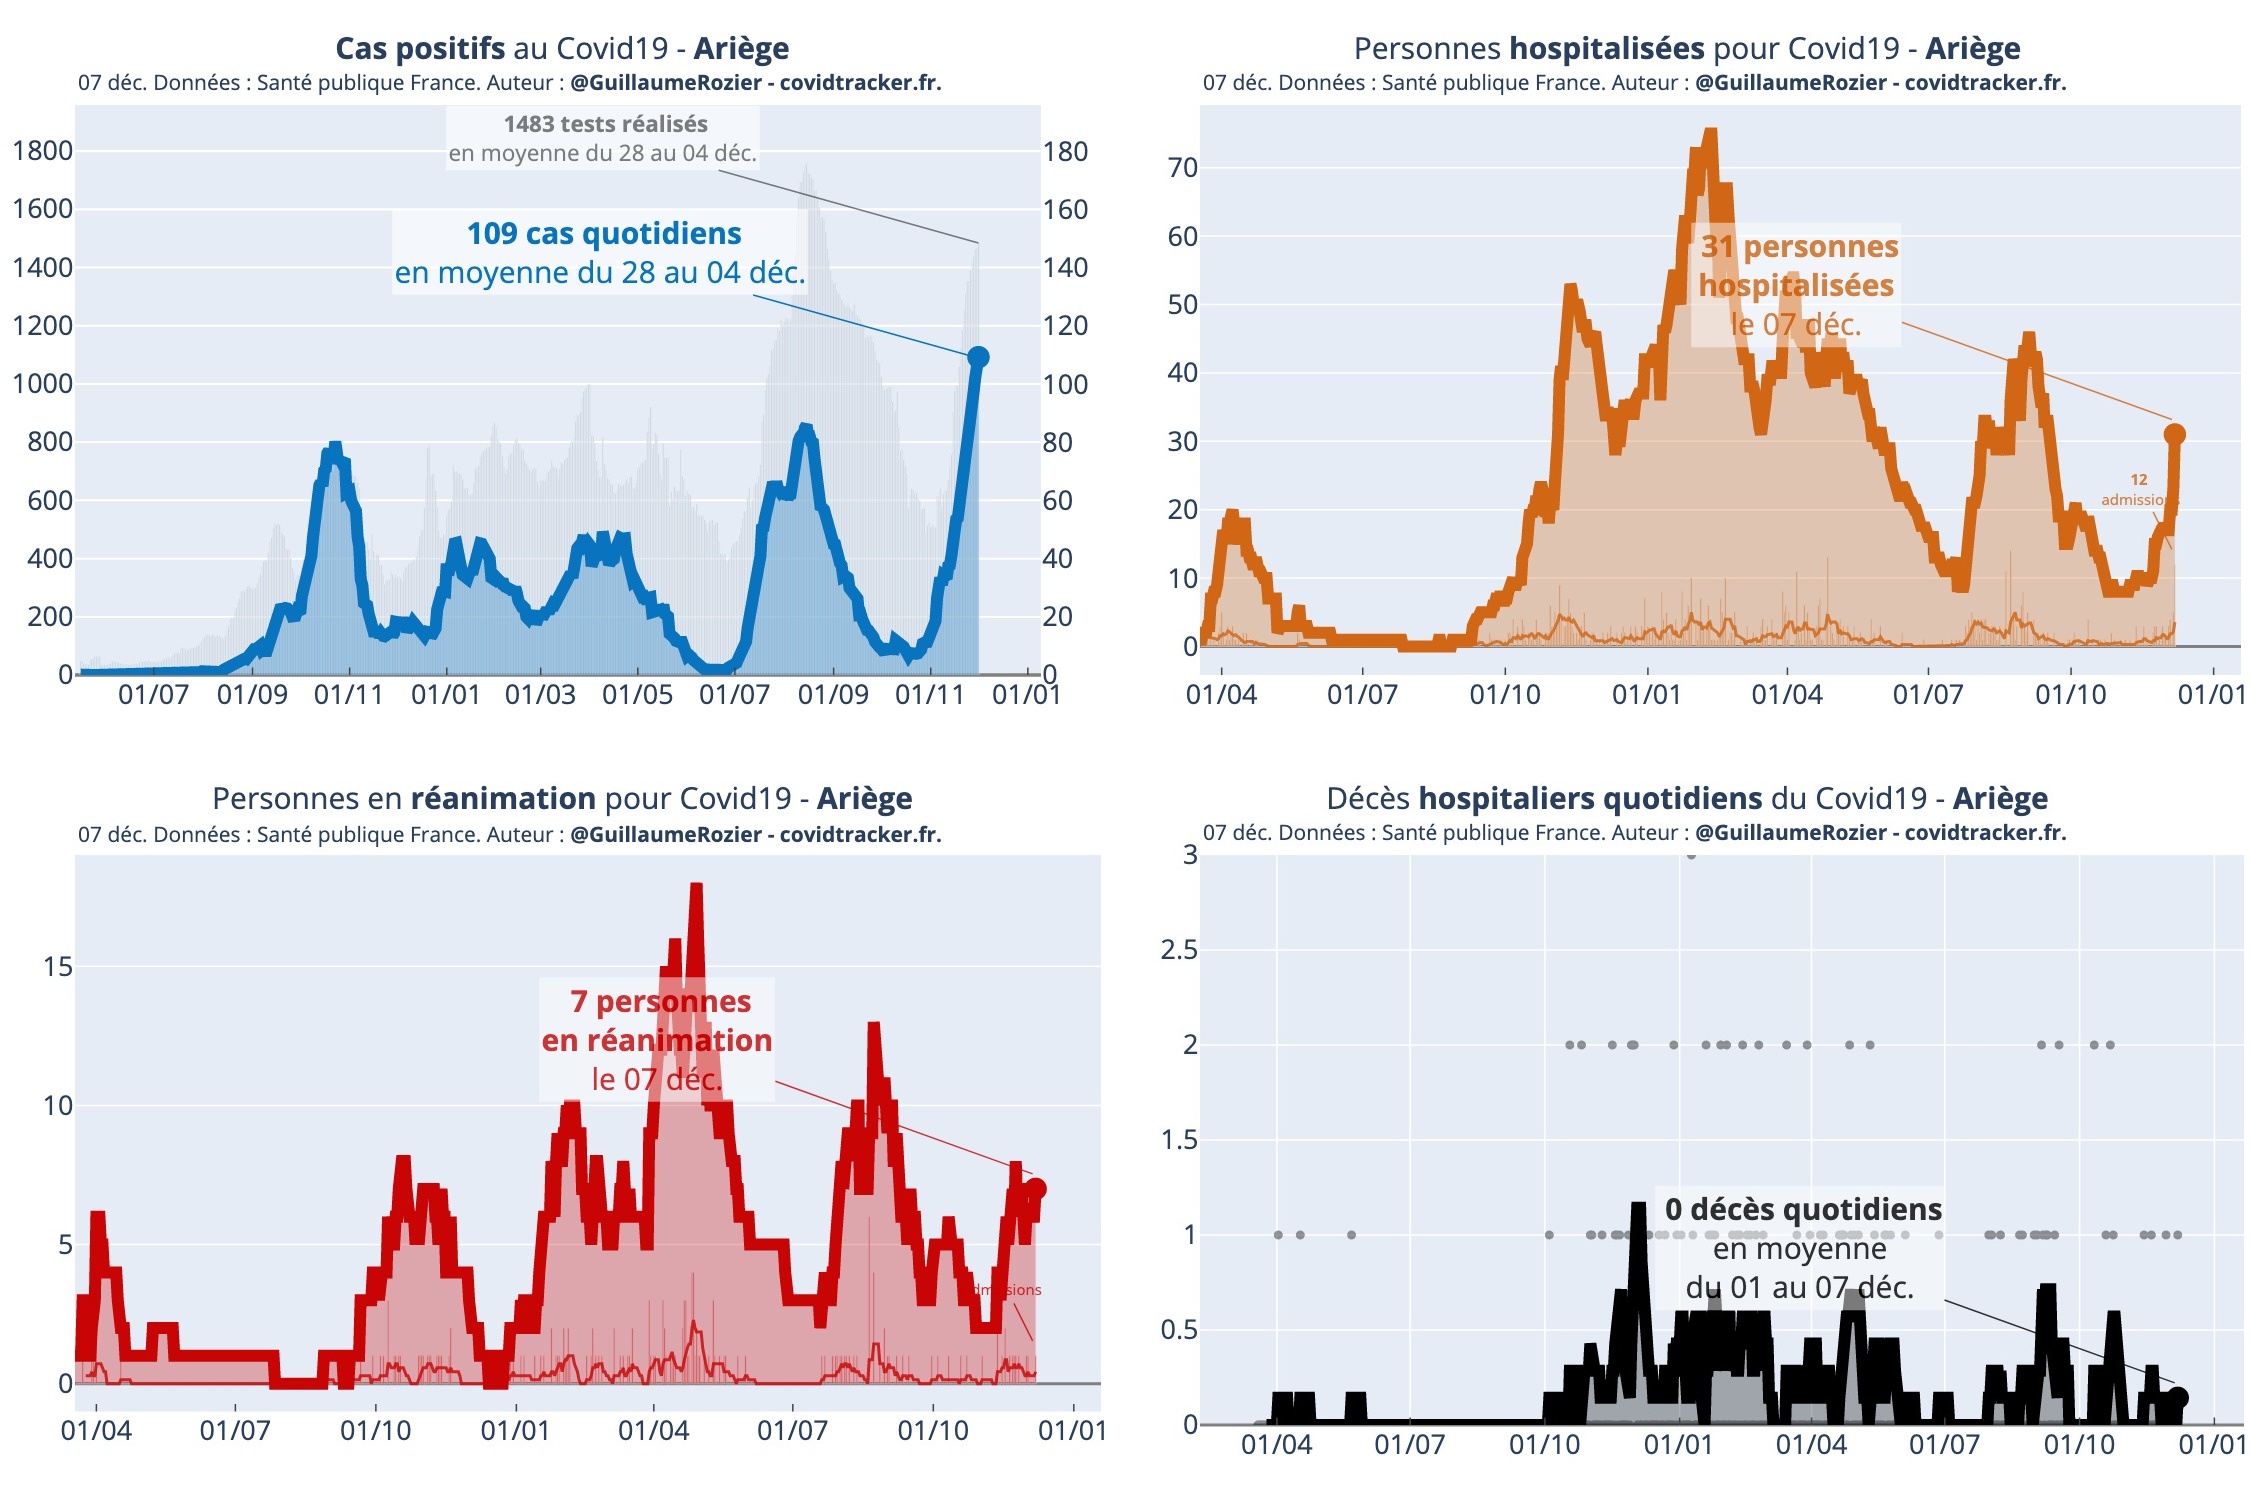 Cas positifs au Covid19 - Ariège
07 déc. Données : Santé publique France. Auteur : @GuillaumeRozier - covidtracker.fr.
1483 tests réalisés
en moyenne du 28 au 04 déc.
109 cas quotidiens
en moyenne du 28 au 04 déc.
1800
1600
1400
1200
1000
800
600
400
200
0
180
160
140
120
100
80
60
40
20
0
01/07 01/09 01/11 01/01 01/03 01/05 01/07 01/09 01/11 01/01
Personnes hospitalisées pour Covid19 - Ariège
07 déc. Données : Santé publique France. Auteur : @GuillaumeRozier - covidtracker.fr.
31 personnes
hospitalisées
le 07 déc.
12
admissions
70
60
50
40
30
20
10
0
01/04 01/07 01/10 01/01 01/04 01/07 01/10 01/01
Personnes en réanimation pour Covid19 - Ariège
07 déc. Données : Santé publique France. Auteur : @GuillaumeRozier - covidtracker.fr.
7 personnes
en réanimation
le 07 déc.
admissions
15
10
5
0
01/04 01/07 01/10 01/01 01/04 01/07 01/10 01/01
Décès hospitaliers quotidiens du Covid19 - Ariège
07 déc. Données : Santé publique France. Auteur : @GuillaumeRozier - covidtracker.fr.
0 décès quotidiens
en moyenne
du 01 au 07 déc.
3
2.5
2
1.5
1
0.5
0
01/04 01/07 01/10 01/01 01/04 01/07 01/10 01/01